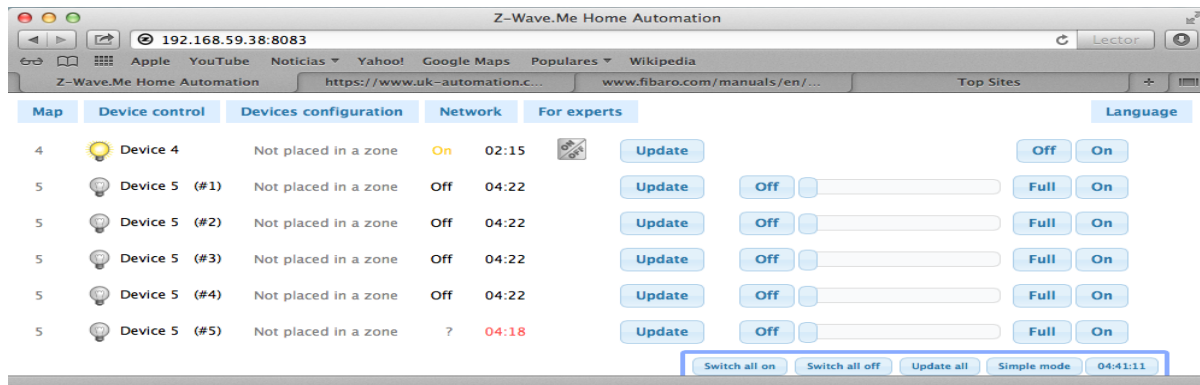 Z-Wave.Me Home Automation
192.168.59.38:8083 Lector
Apple YouTube Noticias Yahoo! Google Maps Populares Wikipedia
Z-Wave.Me Home Automation https://www.uk-automation.c... www.fibaro.com/manuals/en/... Top Sites
Map Device control Devices configuration Network For experts Language
4 Device 4 Not placed in a zone On 02:15 ON OFF Update Off On
5 Device 5 (#1) Not placed in a zone Off 04:22 Update Off Full On
5 Device 5 (#2) Not placed in a zone Off 04:22 Update Off Full On
5 Device 5 (#3) Not placed in a zone Off 04:22 Update Off Full On
5 Device 5 (#4) Not placed in a zone Off 04:22 Update Off Full On
5 Device 5 (#5) Not placed in a zone ? 04:18 Update Off Full On
Switch all on Switch all off Update all Simple mode 04:41:11